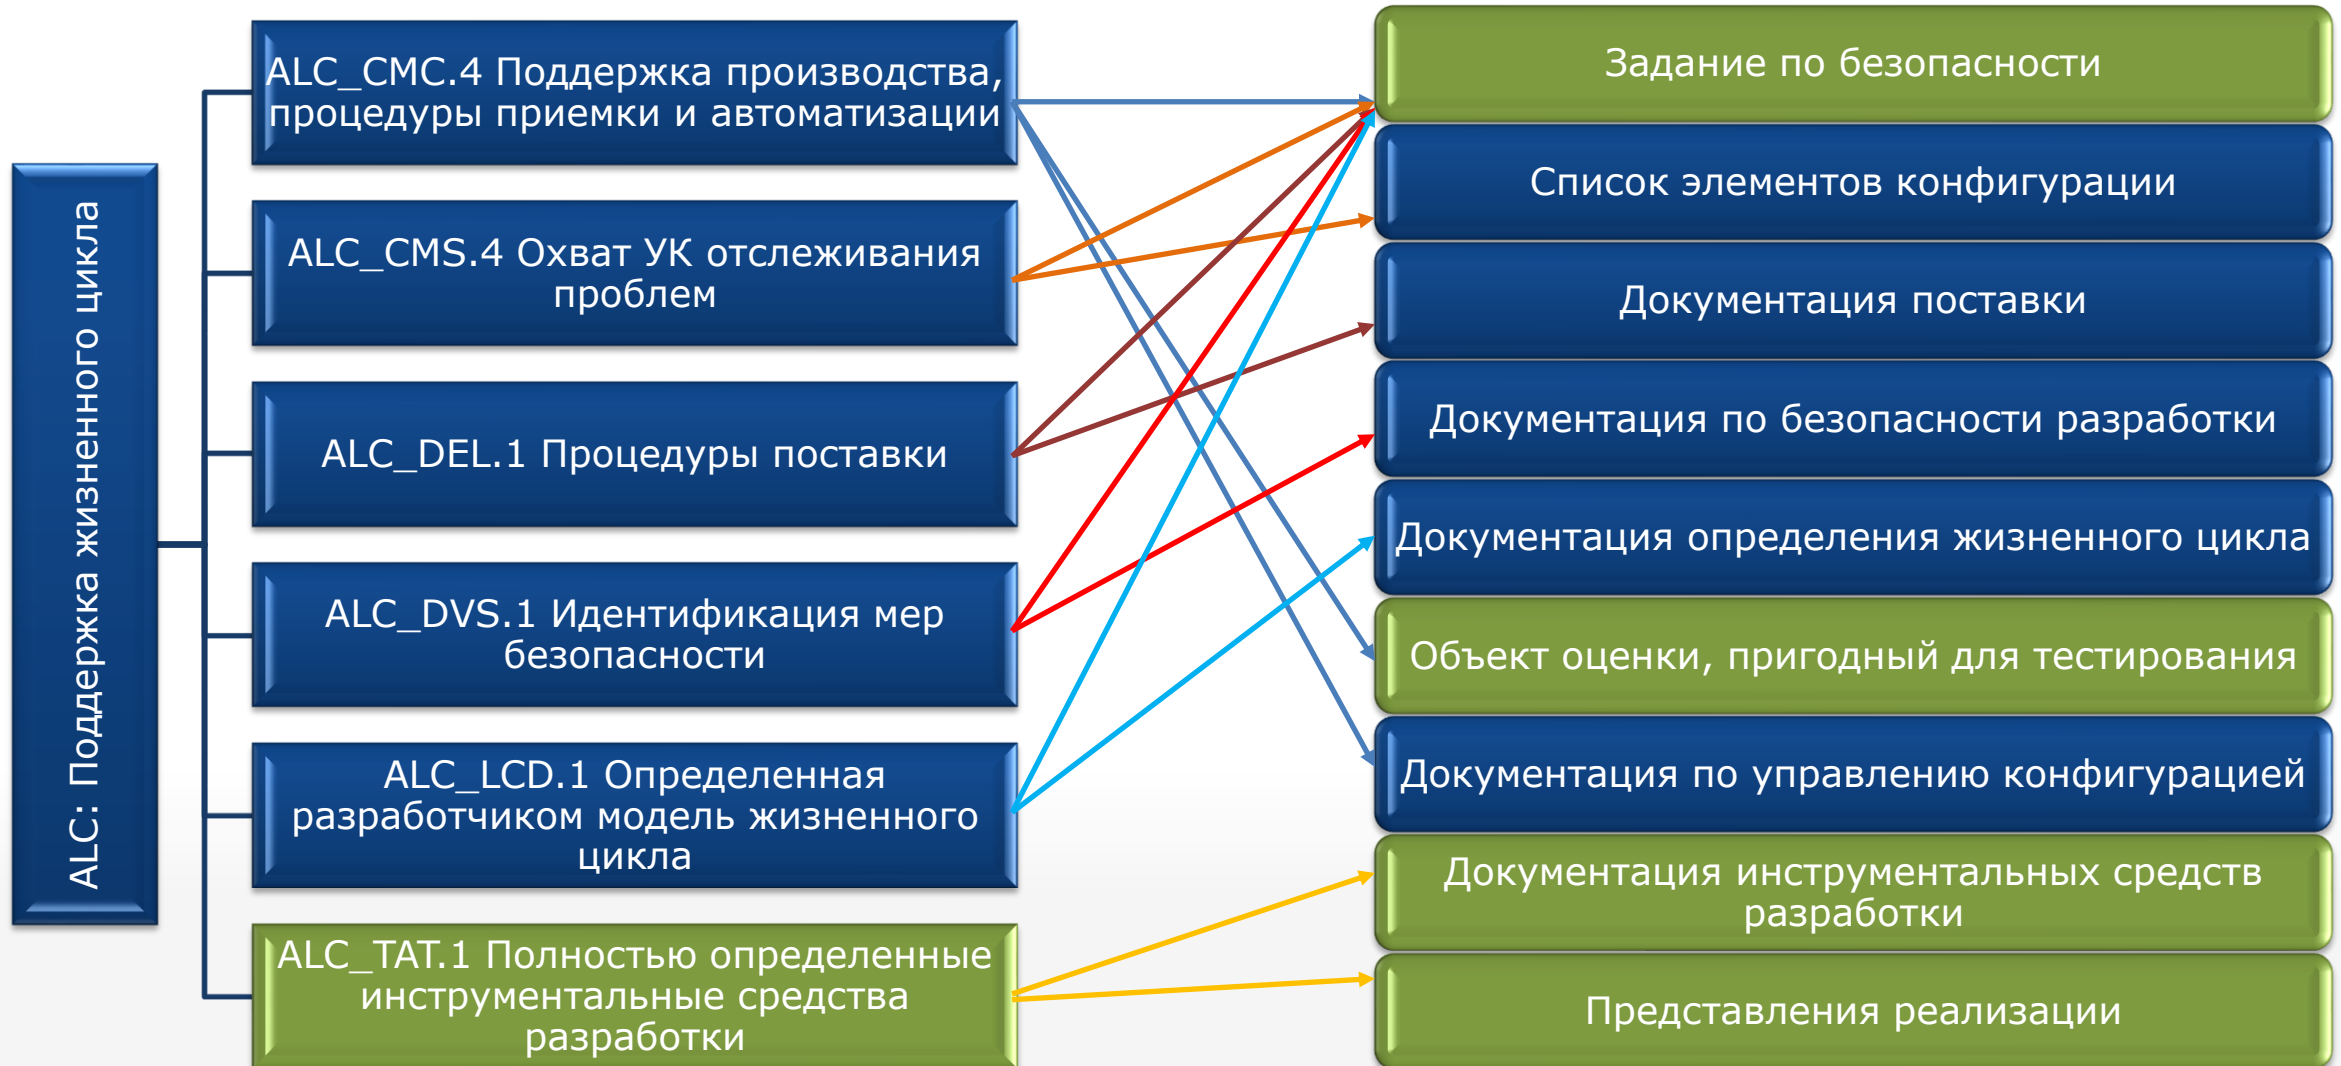 ALC: Поддержка жизненного цикла
ALC_CMC.4 Поддержка производства,
процедуры приемки и автоматизации
ALC_CMS.4 Охват УК отслеживания
проблем
ALC_DEL.1 Процедуры поставки
ALC_DVS.1 Идентификация мер
безопасности
ALC_LCD.1 Определенная
разработчиком модель жизненного
цикла
ALC_TAT.1 Полностью определенные
инструментальные средства
разработки
Задание по безопасности
Список элементов конфигурации
Документация поставки
Документация по безопасности разработки
Документация определения жизненного цикла
Объект оценки, пригодный для тестирования
Документация по управлению конфигурацией
Документация инструментальных средств
разработки
Представления реализации